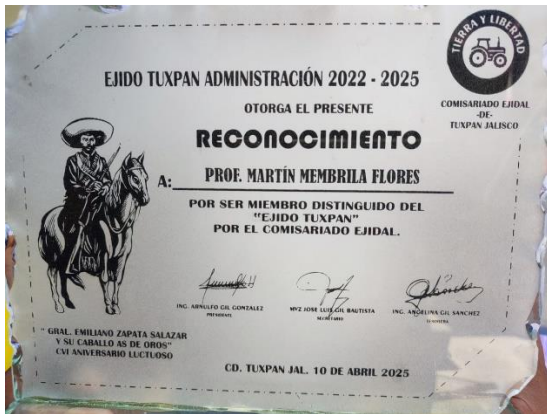 TIERRA Y LIBERTAD
EJIDO TUXPAN ADMINISTRACIÓN 2022 - 2025
OTORGA EL PRESENTE
COMISARIADO EJIDAL
-DE-
TUXPAN JALISCO
RECONOCIMIENTO
A: PROF. MARTÍN MEMBRILA FLORES
POR SER MIEMBRO DISTINGUIDO DEL
"EJIDO TUXPAN"
POR EL COMISARIADO EJIDAL.
ING. ARNULFO GIL GONZALEZ
PRESIDENTE
MVZ JOSE LUIS GIL BAUTISTA
SECRETARIO
ING. ANGELINA GIL SANCHEZ
TESORERA
" GRAL. EMILIANO ZAPATA SALAZAR
Y SU CABALLO AS DE OROS"
CVI ANIVERSARIO LUCTUOSO
CD. TUXPAN JAL. 10 DE ABRIL 2025